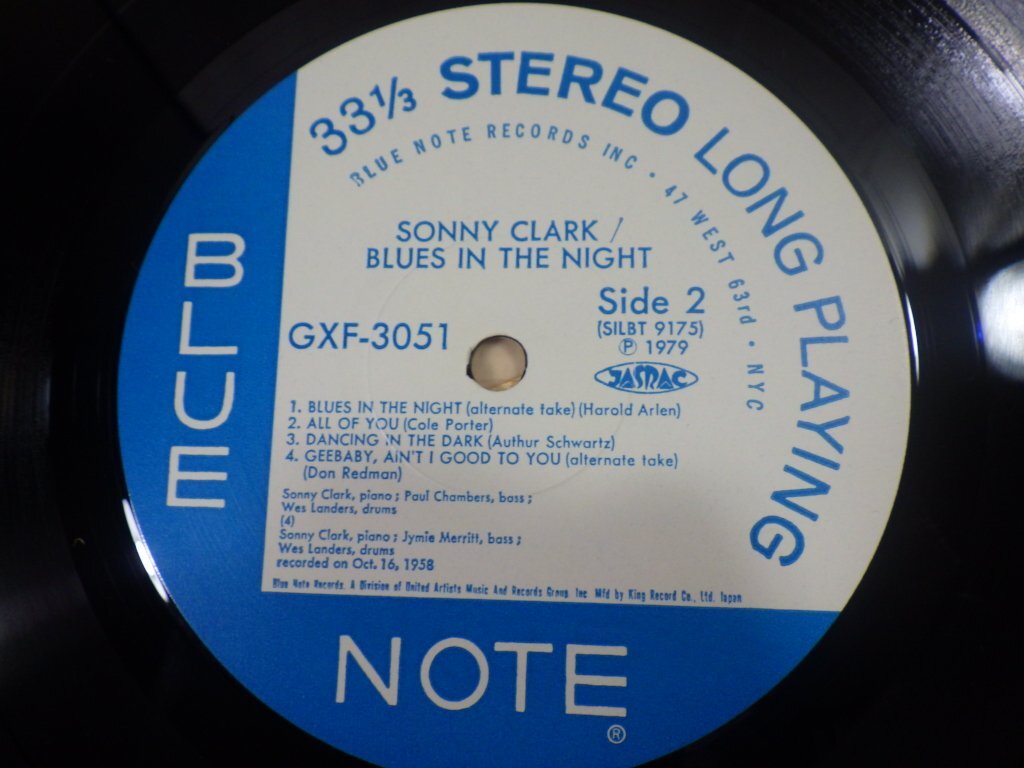 33⅓ STEREO LONG PLAYING
BLUE NOTE RECORDS INC · 47 WEST 63rd · NYC
SONNY CLARK /
BLUES IN THE NIGHT
Side 2
GXF-3051
(SILBT 9175)
Ⓟ 1979
JASRAC
1. BLUES IN THE NIGHT (alternate take) (Harold Arlen)
2. ALL OF YOU (Cole Porter)
3. DANCING IN THE DARK (Authur Schwartz)
4. GEEBABY, AIN'T I GOOD TO YOU (alternate take)
(Don Redman)
Sonny Clark, piano ; Paul Chambers, bass ;
Wes Landers, drums
(4)
Sonny Clark, piano ; Jymie Merritt, bass ;
Wes Landers, drums
recorded on Oct. 16, 1958
Blue Note Records. A Division of United Artists Music And Records Group, Inc. Mfd by King Record Co., Ltd. Japan
BLUE
NOTE
®